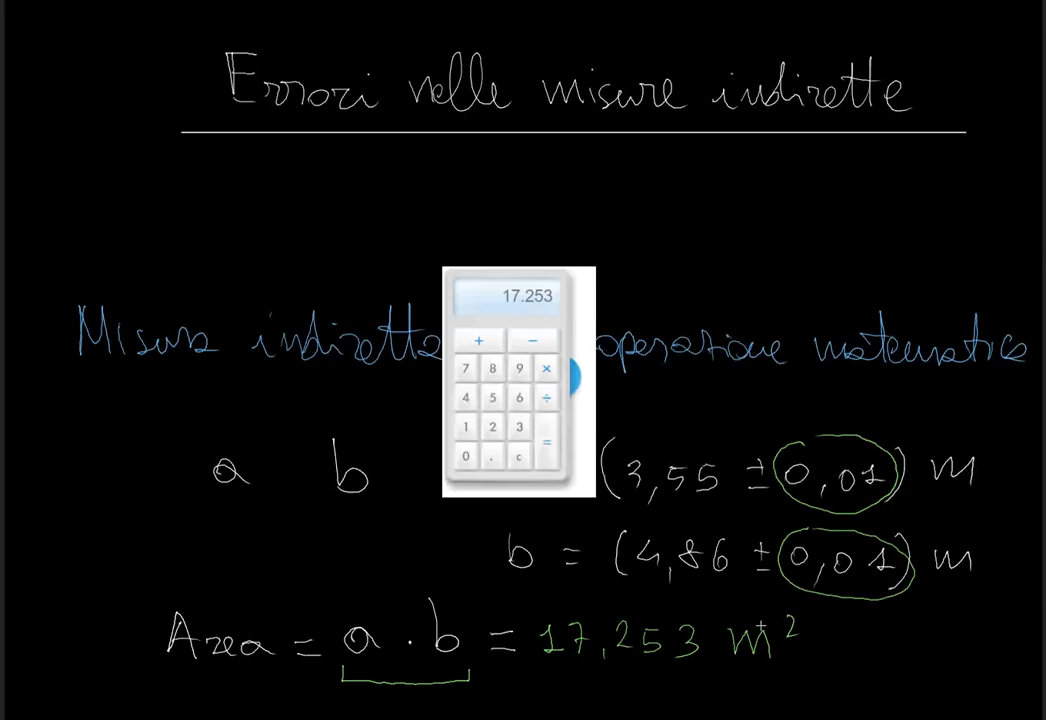 Errori nelle misure indirette
17.253
+ −
7 8 9 ×
4 5 6 ÷
1 2 3 =
0 . c
Misura indiretta operazione matematica
a b (3,55 ± 0,01) m
b = (4,86 ± 0,01) m
Area = a · b = 17,253 m²